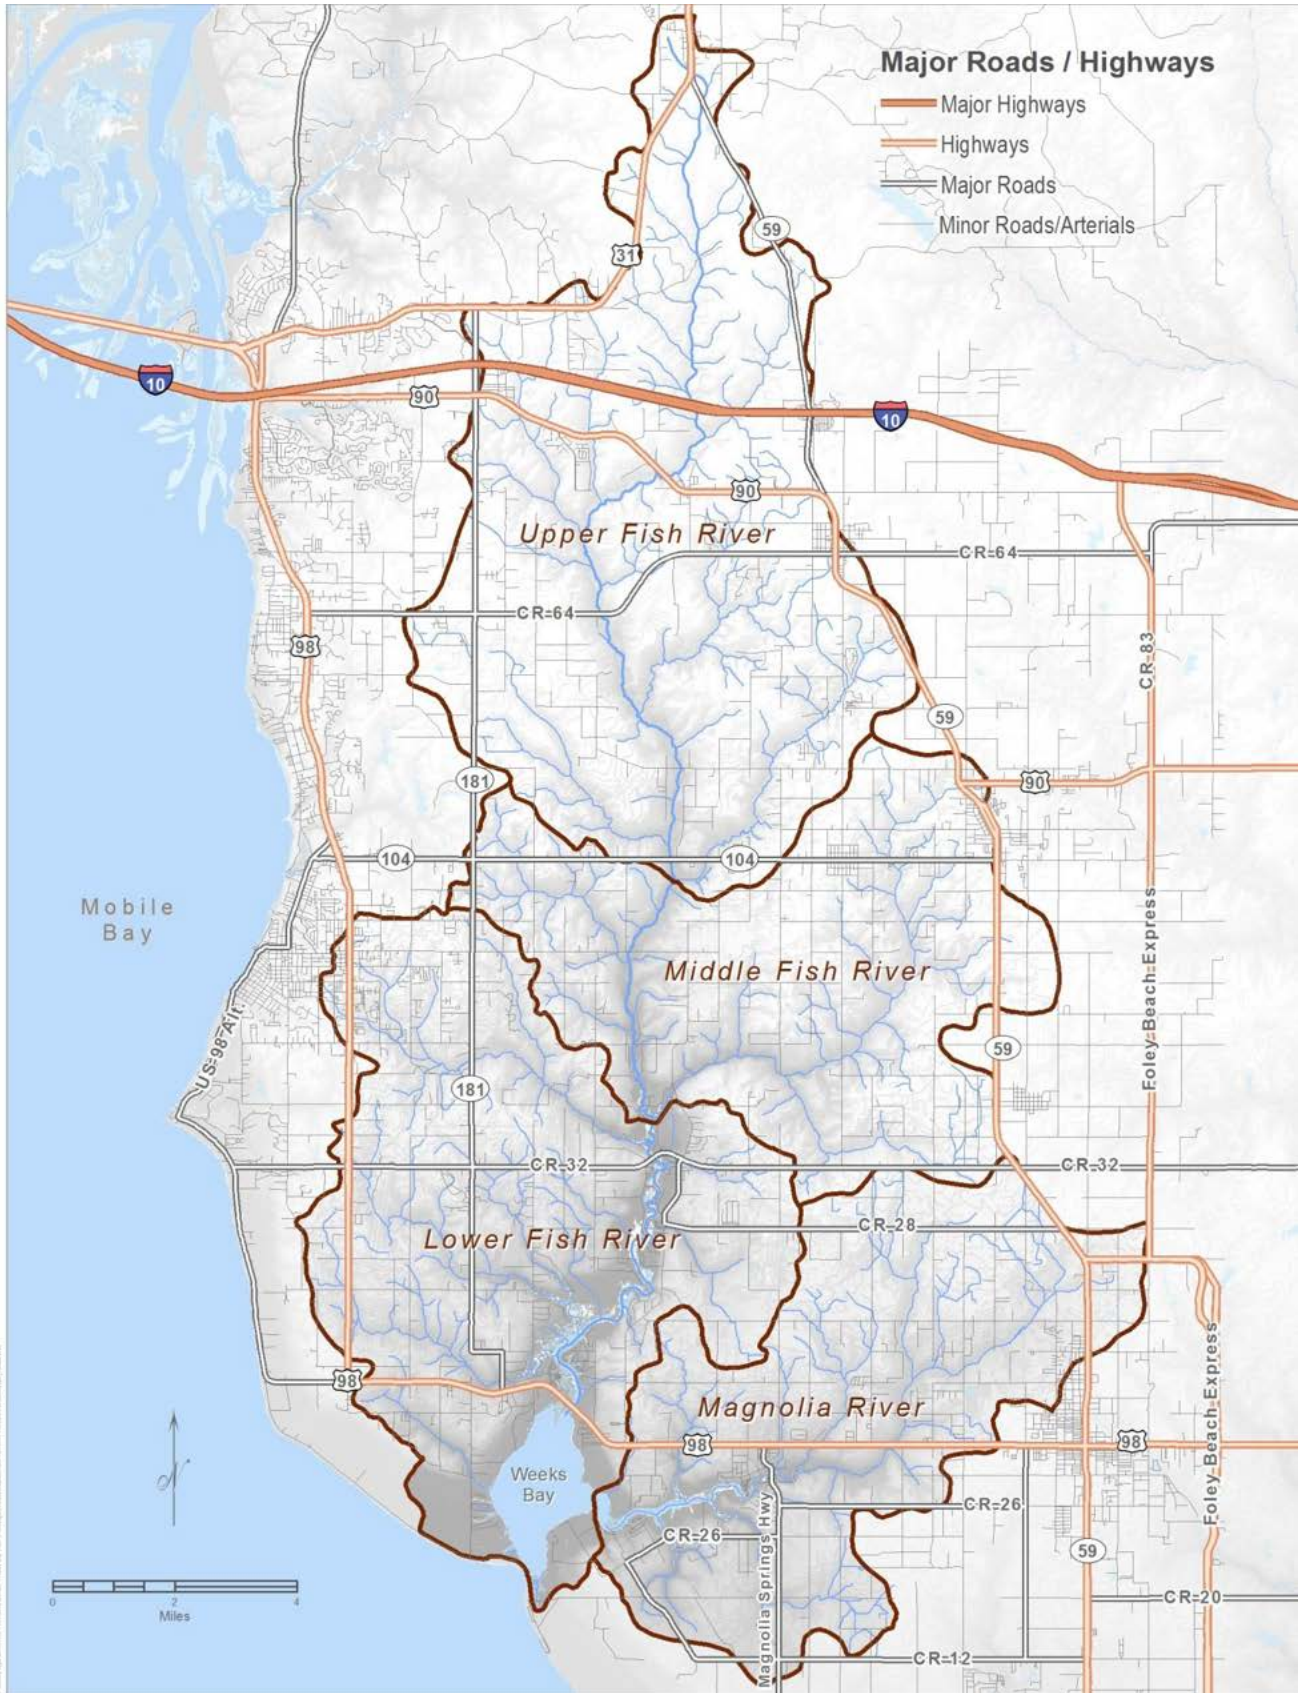 Major Roads / Highways
Major Highways
Highways
Major Roads
Minor Roads/Arterials
59
31
10
90
10
90
Upper Fish River
CR-64
CR-64
98
CR-83
59
181
90
104
104
Mobile
Bay
Middle Fish River
Foley Beach Express
US-98 Alt.
59
181
CR-32
CR-32
CR-28
Lower Fish River
98
Foley Beach Express
Magnolia River
98
98
Weeks
Bay
Magnolia Springs Hwy
CR-26
CR-26
59
N
0 2 4
Miles
CR-20
CR-12